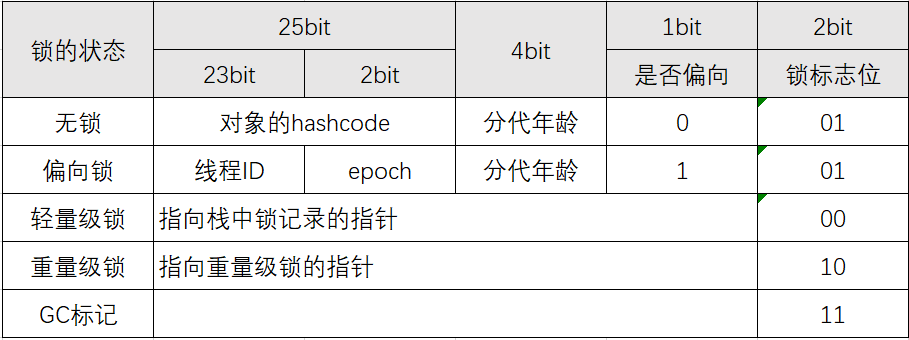 锁的状态 25bit 4bit 1bit 2bit
23bit 2bit 是否偏向 锁标志位
无锁 对象的hashcode 分代年龄 0 01
偏向锁 线程ID epoch 分代年龄 1 01
轻量级锁 指向栈中锁记录的指针 00
重量级锁 指向重量级锁的指针 10
GC标记 11